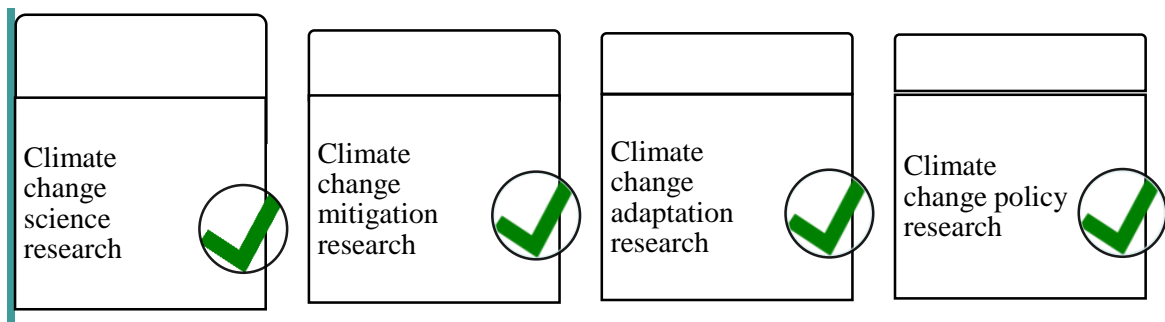 Climate
change
science
research
Climate
change
mitigation
research
Climate
change
adaptation
research
Climate
change policy
research